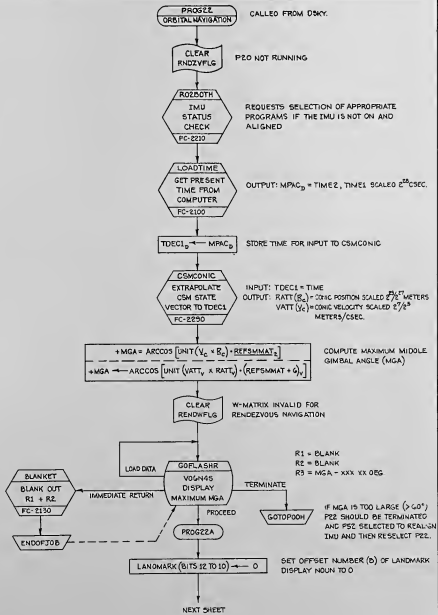 PROG22
ORBITAL NAVIGATION
CALLED FROM DSKY.
CLEAR
RNDZVFLG
P20 NOT RUNNING
R02BOTH
IMU
STATUS
CHECK
FC-2210
REQUESTS SELECTION OF APPROPRIATE
PROGRAMS IF THE IMU IS NOT ON AND
ALIGNED
LOADTIME
GET PRESENT
TIME FROM
COMPUTER
FC-2100
OUTPUT: MPAC_D = TIME2, TIME1 SCALED 2^28 CSEC.
TDEC1_D ← MPAC_D
STORE TIME FOR INPUT TO CSMCONIC
CSMCONIC
EXTRAPOLATE
CSM STATE
VECTOR TO TDEC1
FC-2290
INPUT: TDEC1 = TIME
OUTPUT: RATT (R_C) = CONIC POSITION SCALED 2^29/2^27
METERS
VATT (V_C) = CONIC VELOCITY SCALED 2^7/2^5
METERS/CSEC.
+MGA = ARCCOS [UNIT (V_C × R_C) · REFSMMAT_2]
+MGA ← ARCCOS [UNIT (VATT_V × RATT_V) · (REFSMMAT + 6)_V]
COMPUTE MAXIMUM MIDDLE
GIMBAL ANGLE (MGA)
CLEAR
RENDWFLG
W-MATRIX INVALID FOR
RENDEZVOUS NAVIGATION
LOAD DATA
GOFLASHR
V06N45
DISPLAY
MAXIMUM MGA
R1 = BLANK
R2 = BLANK
R3 = MGA - XXX XX DEG
BLANKET
BLANK OUT
R1 + R2
FC-2130
IMMEDIATE RETURN
TERMINATE
PROCEED
ENDOFJOB
GOTOPOOH
IF MGA IS TOO LARGE (> 60°)
P22 SHOULD BE TERMINATED
AND P52 SELECTED TO REALIGN
IMU AND THEN RESELECT P22.
PROG22A
LANDMARK (BITS 12 TO 10) ← 0
SET OFFSET NUMBER (B) OF LANDMARK
DISPLAY NOUN TO 0
NEXT SHEET